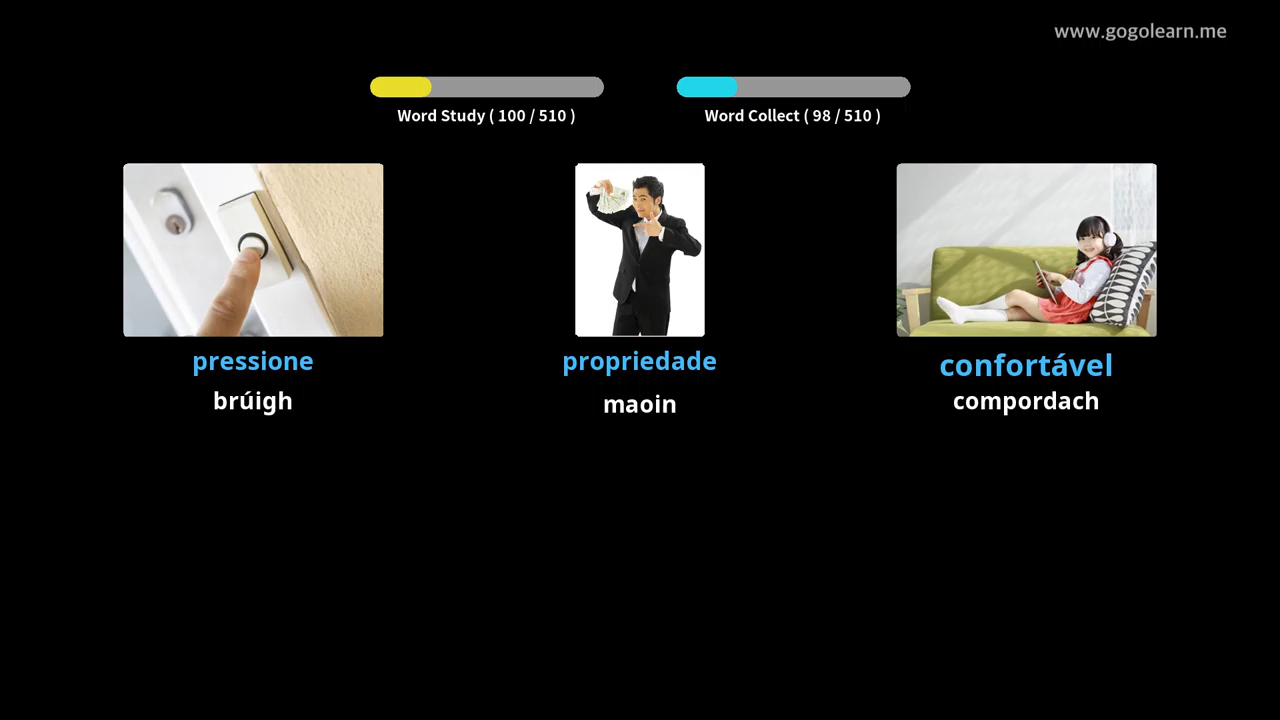 www.gogolearn.me
Word Study ( 100 / 510 )
Word Collect ( 98 / 510 )
pressione
brúigh
propriedade
maoin
confortável
compordach